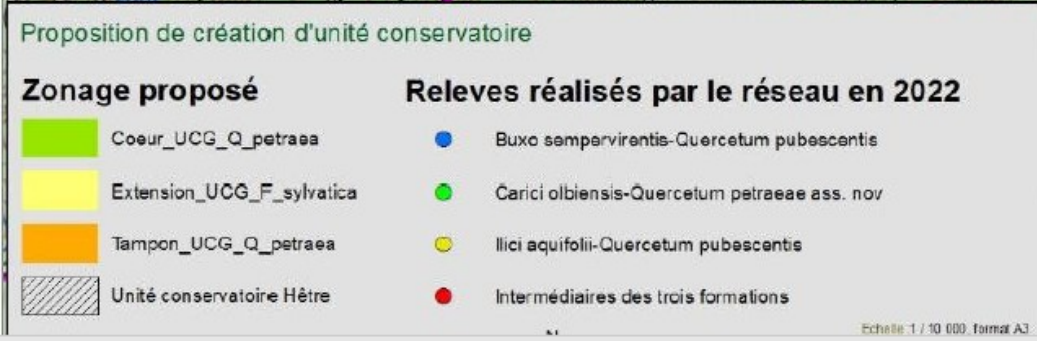 Proposition de création d'unité conservatoire
Zonage proposé
Coeur_UCG_Q_petraea
Extension_UCG_F_sylvatica
Tampon_UCG_Q_petraea
Unité conservatoire Hêtre
Releves réalisés par le réseau en 2022
Buxo sempervirentis-Quercetum pubescentis
Carici olbiensis-Quercetum petraeae ass. nov
Ilici aquifolii-Quercetum pubescentis
Intermédiaires des trois formations
Echelle 1 / 10 000, format A3